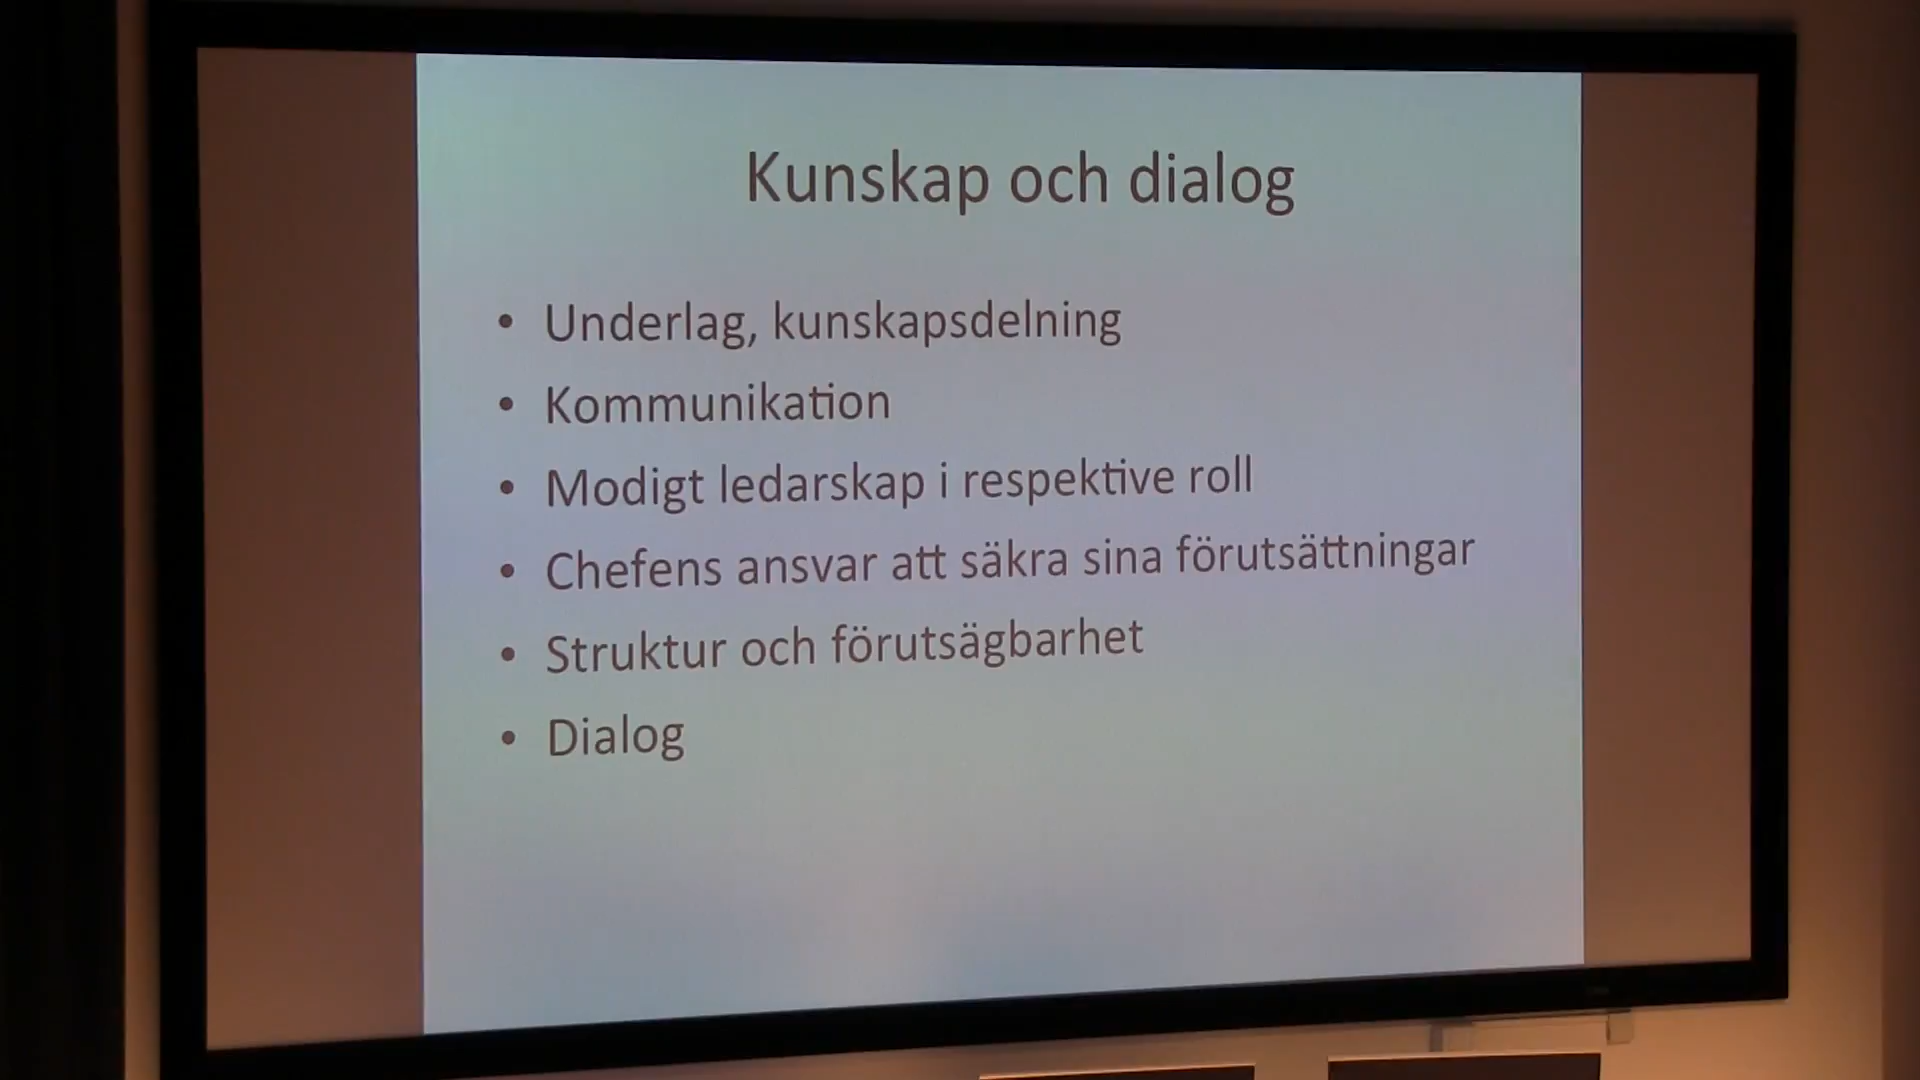 Kunskap och dialog
• Underlag, kunskapsdelning
• Kommunikation
• Modigt ledarskap i respektive roll
• Chefens ansvar att säkra sina förutsättningar
• Struktur och förutsägbarhet
• Dialog